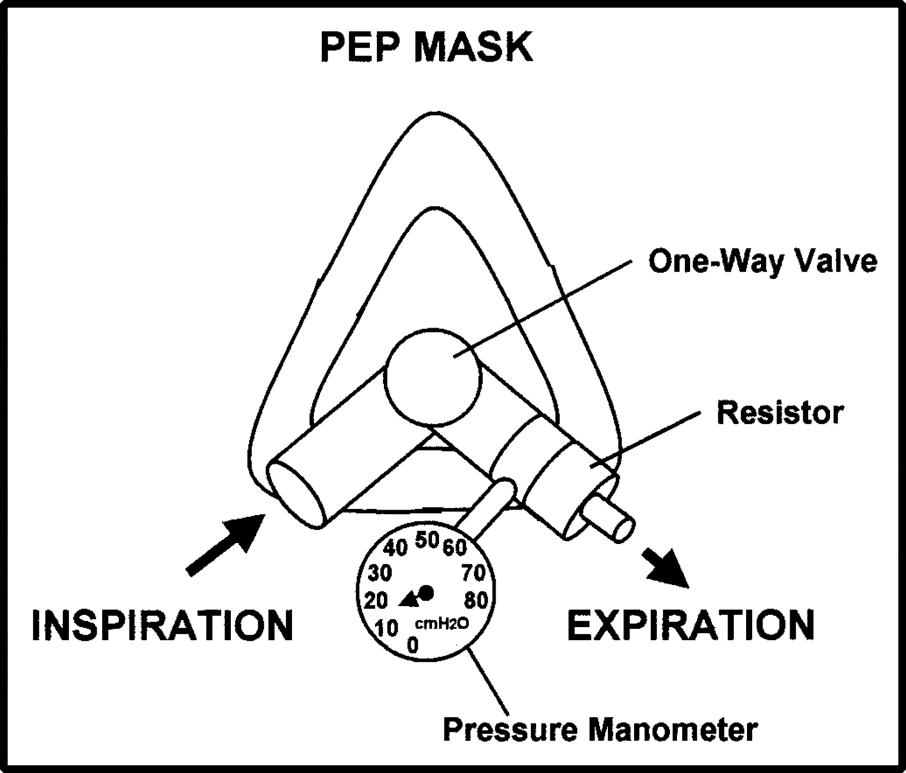 PEP MASK
One-Way Valve
Resistor
INSPIRATION
EXPIRATION
0
10
20
30
40
50
60
70
80
cmH2O
Pressure Manometer